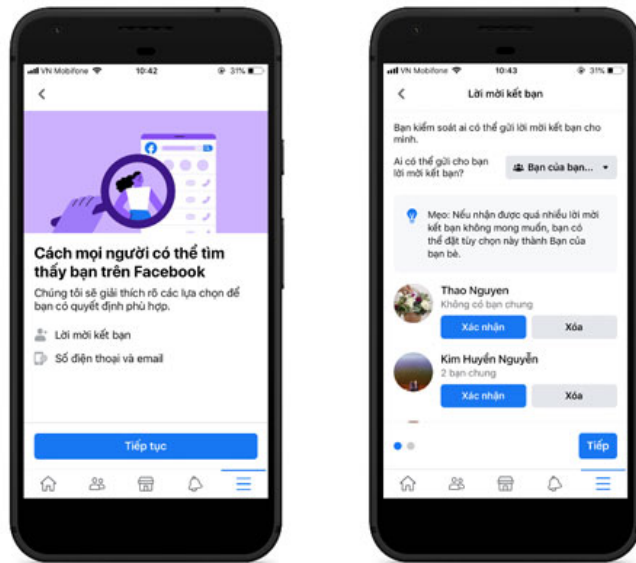 VN Mobifone 10:42 31%
Cách mọi người có thể tìm
thấy bạn trên Facebook
Chúng tôi sẽ giải thích rõ các lựa chọn để
bạn có quyết định phù hợp.
Lời mời kết bạn
Số điện thoại và email
Tiếp tục
VN Mobifone 10:43 31%
Lời mời kết bạn
Bạn kiểm soát ai có thể gửi lời mời kết bạn cho
mình.
Ai có thể gửi cho bạn
lời mời kết bạn?
Bạn của bạn...
Mẹo: Nếu nhận được quá nhiều lời mời
kết bạn không mong muốn, bạn có
thể đặt tùy chọn này thành Bạn của
bạn bè.
Thao Nguyen
Không có bạn chung
Xác nhận Xóa
Kim Huyền Nguyễn
2 bạn chung
Xác nhận Xóa
Tiếp